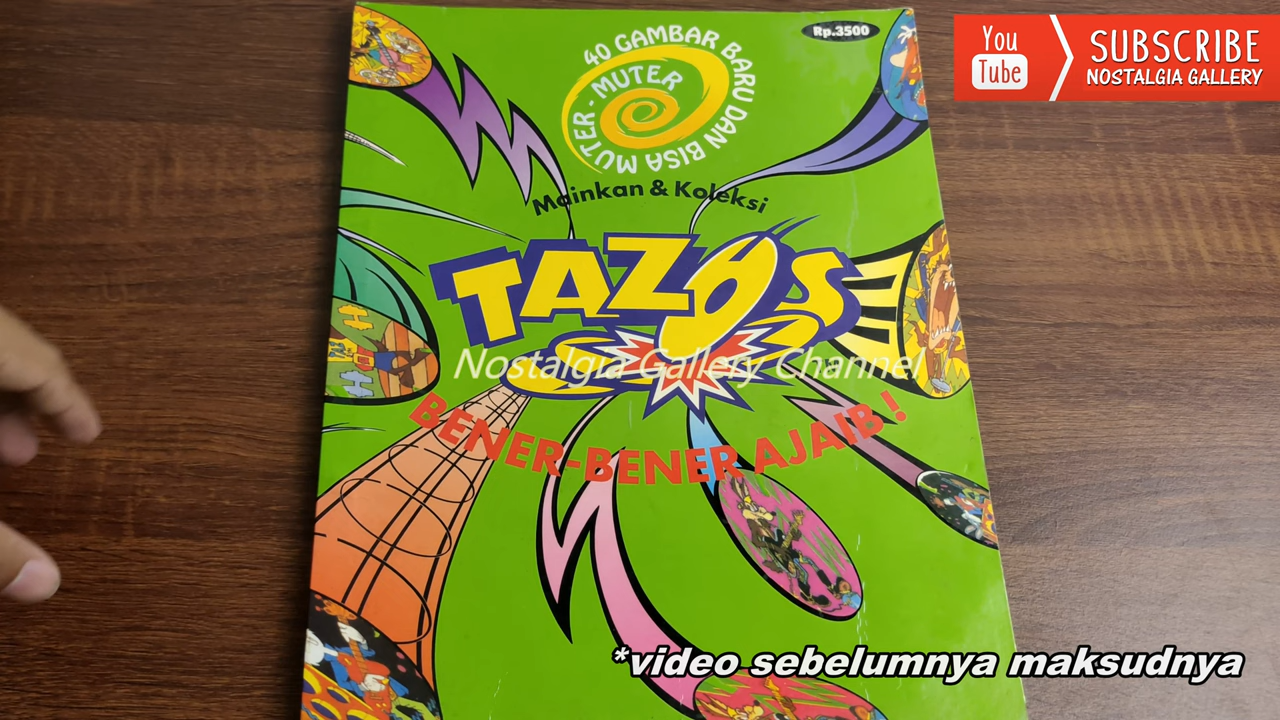 Rp.3500
You
Tube
SUBSCRIBE
NOSTALGIA GALLERY
40 GAMBAR BARU DAN BISA MUTER - MUTER
Mainkan & Koleksi
TAZOS
Nostalgia Gallery Channel
BENER-BENER AJAIB!
*video sebelumnya maksudnya